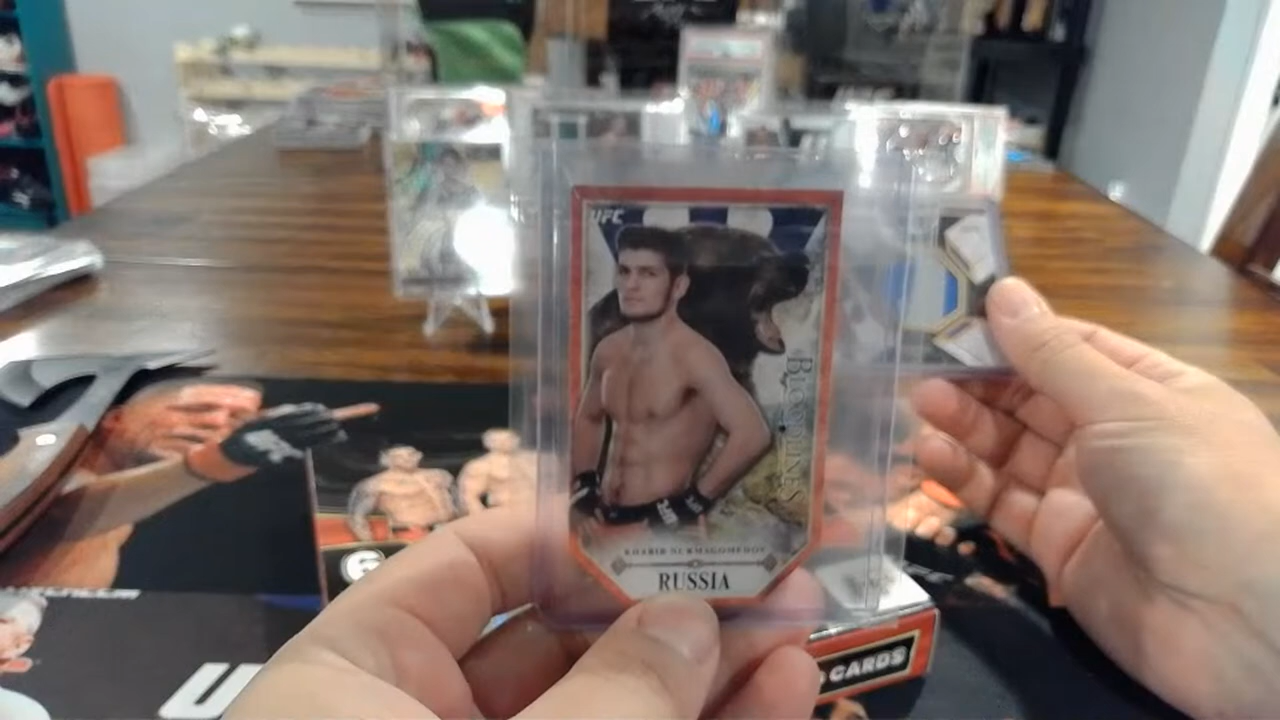 UFC
BLOODLINES
KHABIB NURMAGOMEDOV
RUSSIA
CARDS